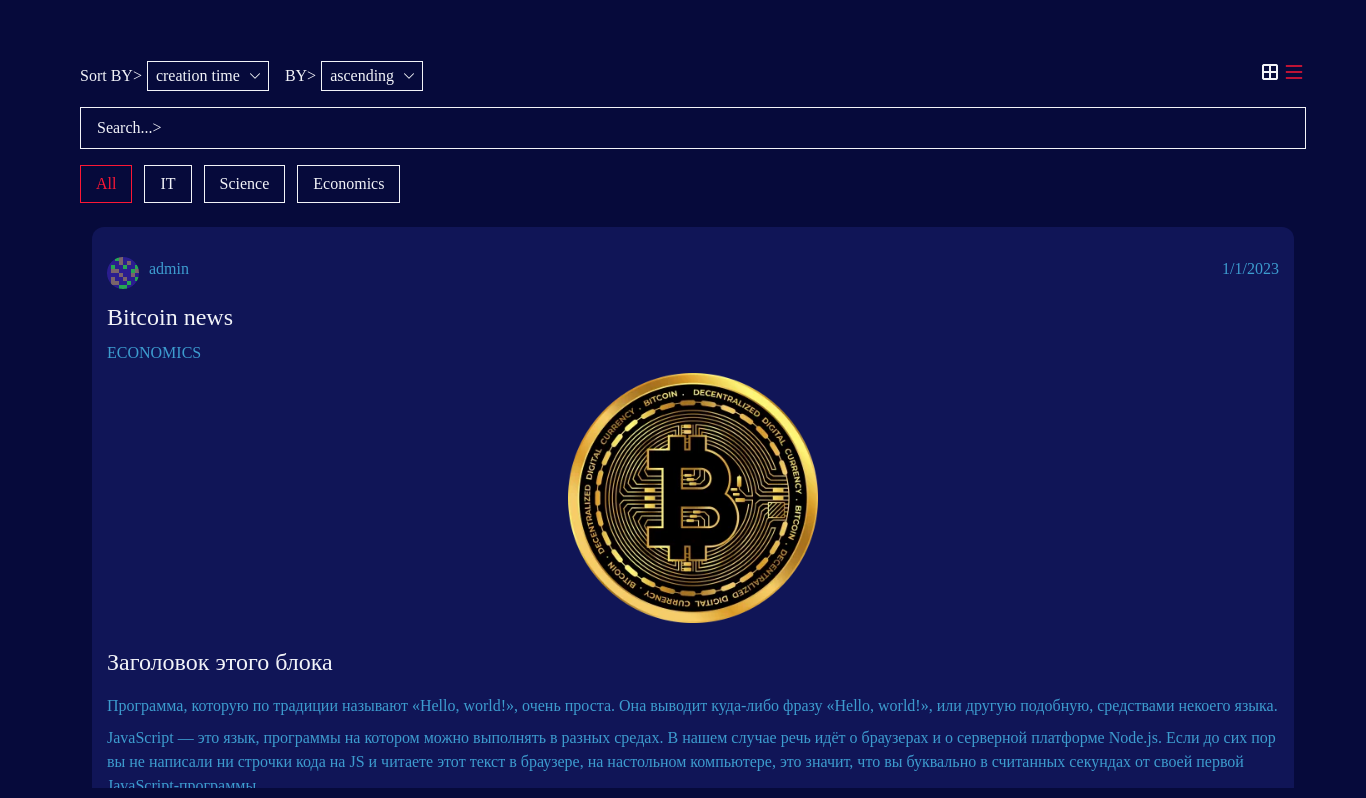 Sort BY> creation time BY> ascending
Search...>
All IT Science Economics
admin 1/1/2023
Bitcoin news
ECONOMICS
BITCOIN . DECENTRALIZED DIGITAL CURRENCY . BITCOIN . DECENTRALIZED DIGITAL CURRENCY . BITCOIN . DECENTRALIZED DIGITAL CURRENCY .
Заголовок этого блока
Программа, которую по традиции называют «Hello, world!», очень проста. Она выводит куда-либо фразу «Hello, world!», или другую подобную, средствами некоего языка.
JavaScript — это язык, программы на котором можно выполнять в разных средах. В нашем случае речь идёт о браузерах и о серверной платформе Node.js. Если до сих пор
вы не написали ни строчки кода на JS и читаете этот текст в браузере, на настольном компьютере, это значит, что вы буквально в считанных секундах от своей первой
JavaScript-программы.